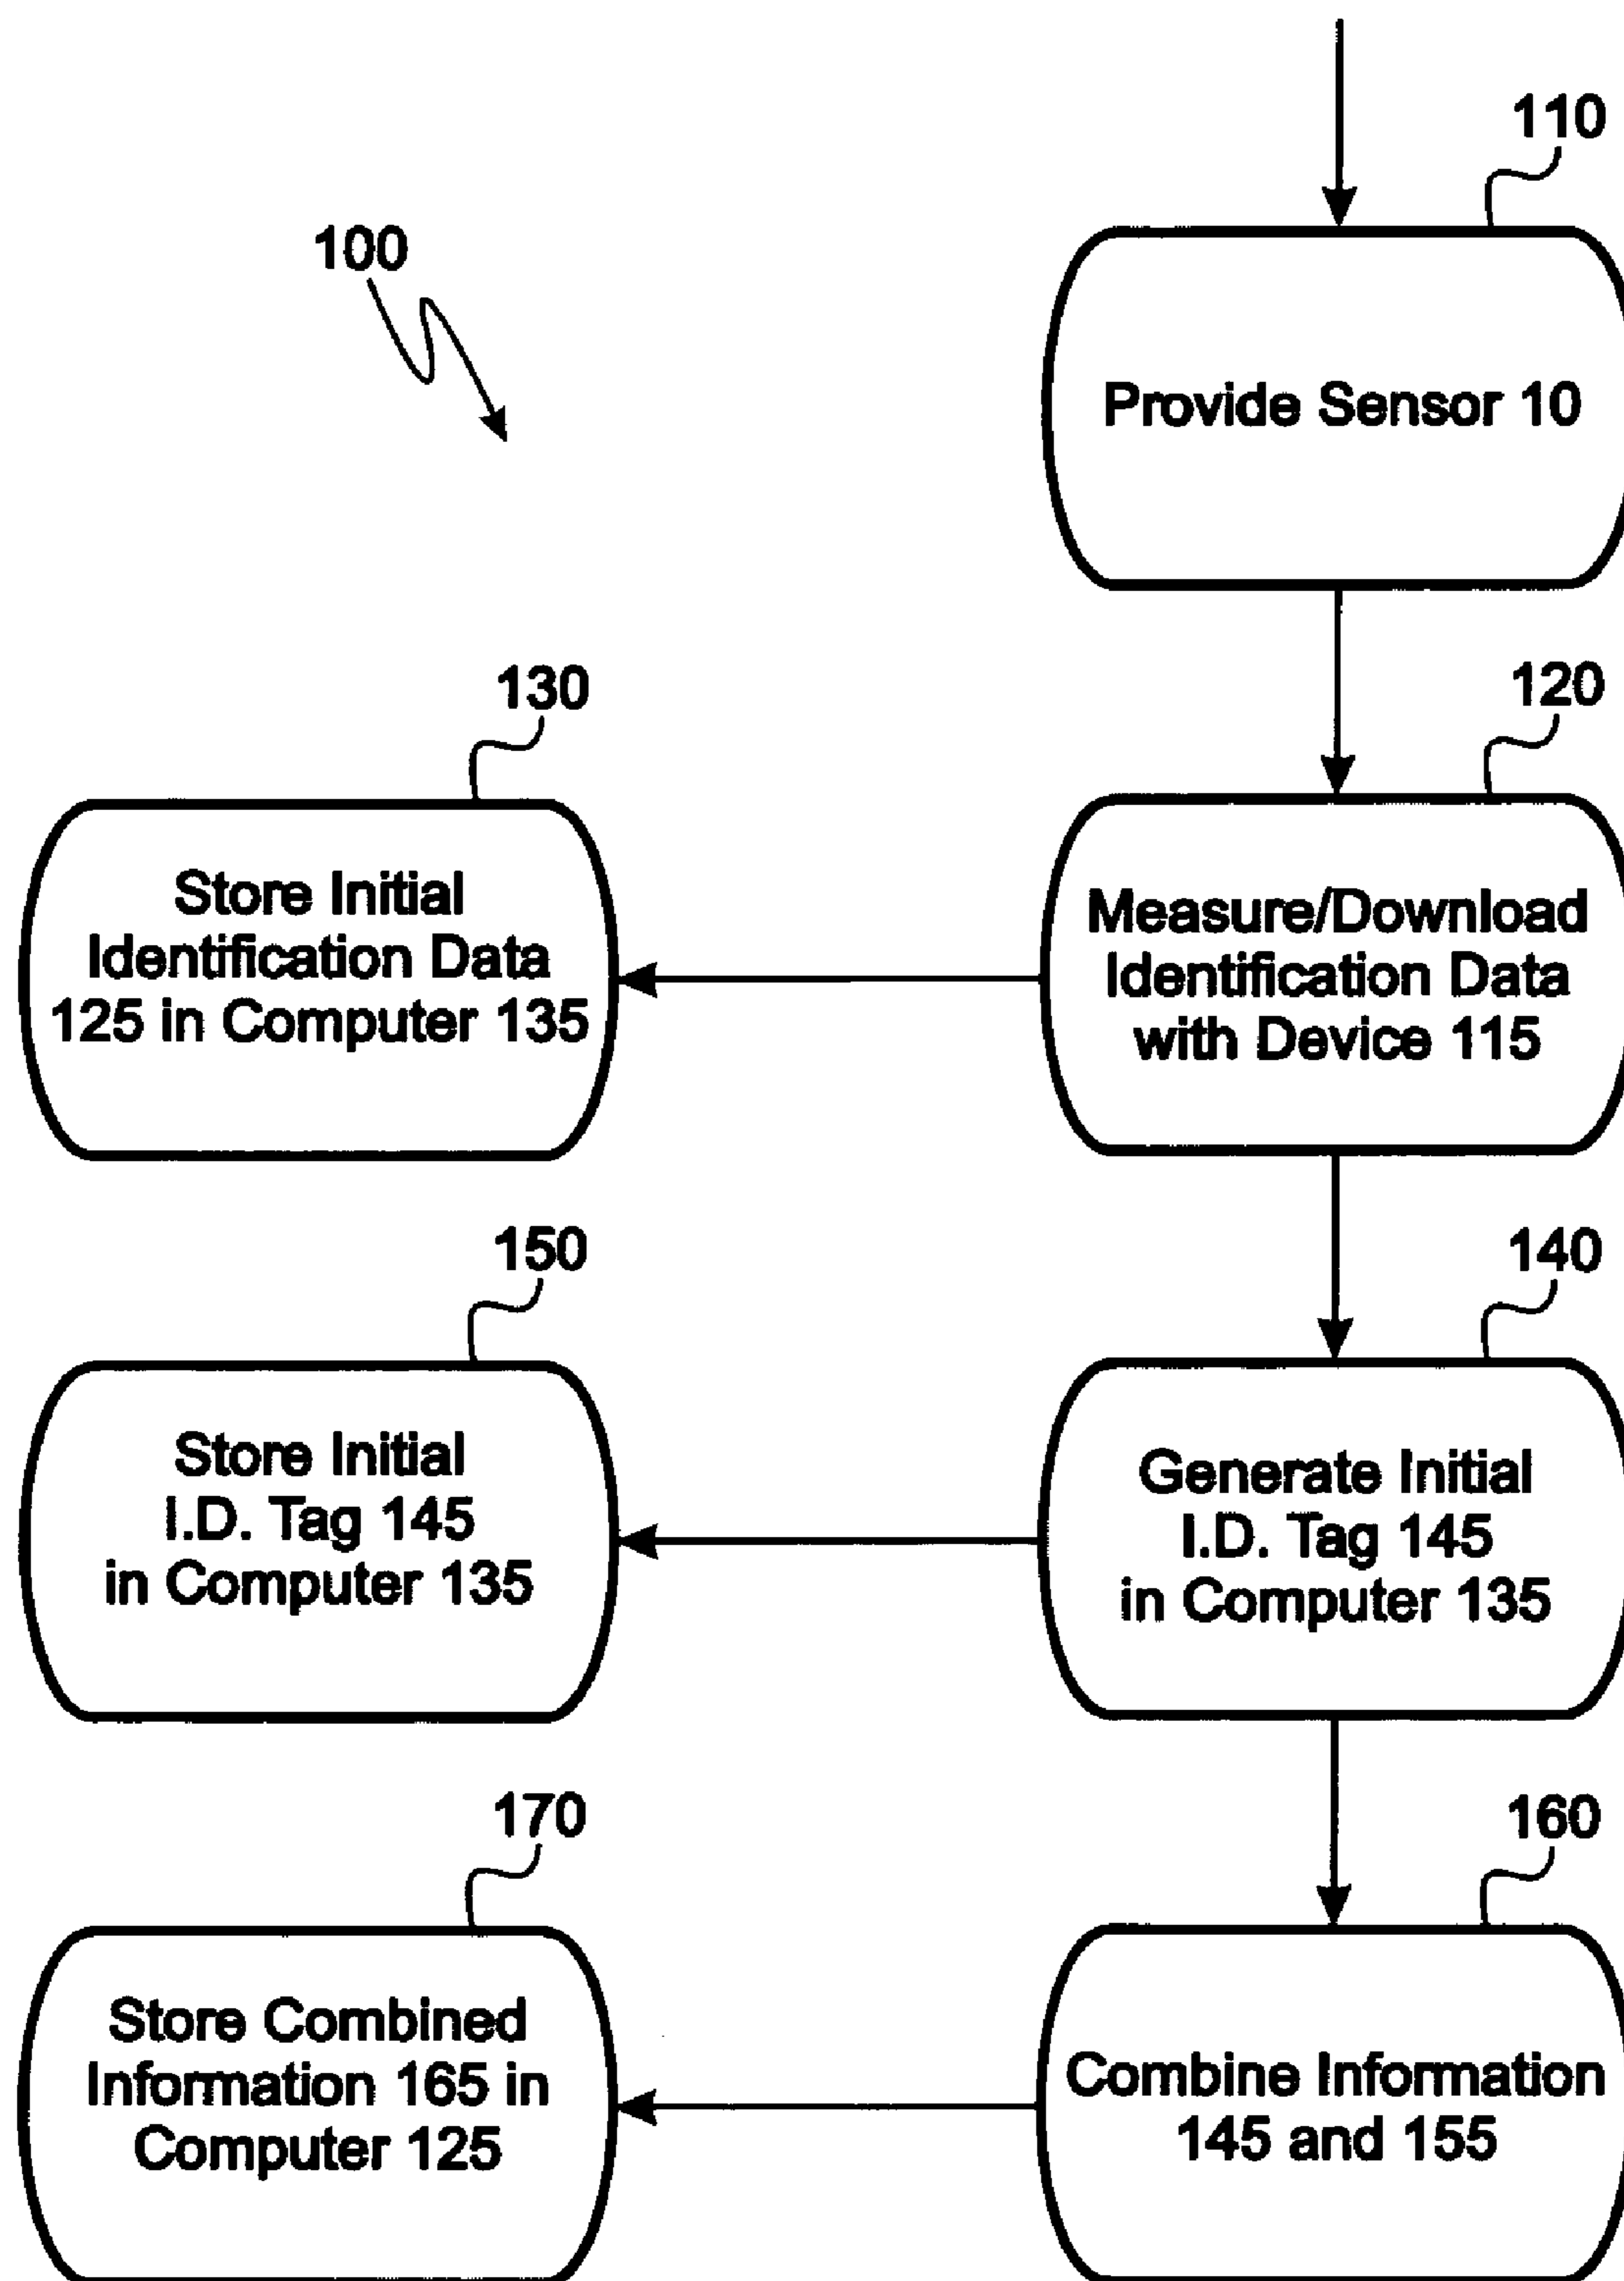 110
100
Provide Sensor 10
130
120
Store Initial
Identification Data
125 in Computer 135
Measure/Download
Identification Data
with Device 115
150
140
Store Initial
I.D. Tag 145
in Computer 135
Generate Initial
I.D. Tag 145
in Computer 135
170
160
Store Combined
Information 165 in
Computer 125
Combine Information
145 and 155